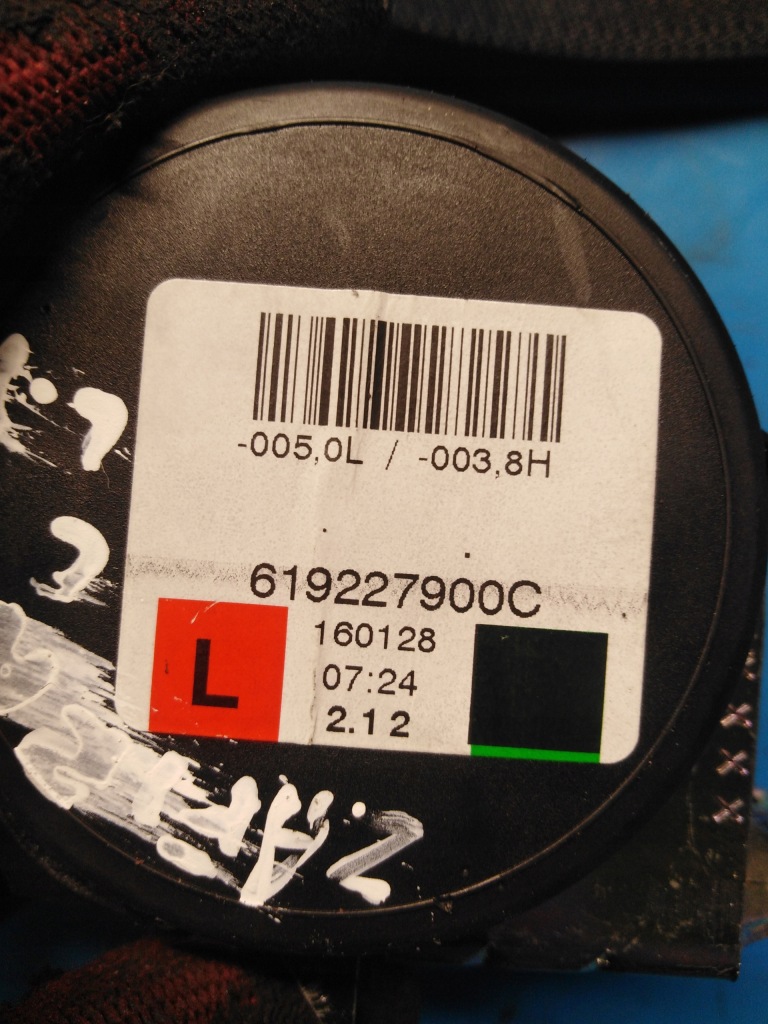 -005,0L / -003,8H
619227900C
160128
07:24
2.12
L